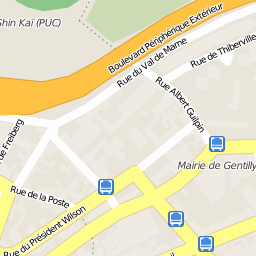 Shin Kai (PUC)
Boulevard Périphérique Extérieur
Rue du Val de Marne
Rue de Thiberville
Rue Albert Guilpin
de Freiberg
Mairie de Gentilly
Rue de la Poste
Rue du Président Wilson